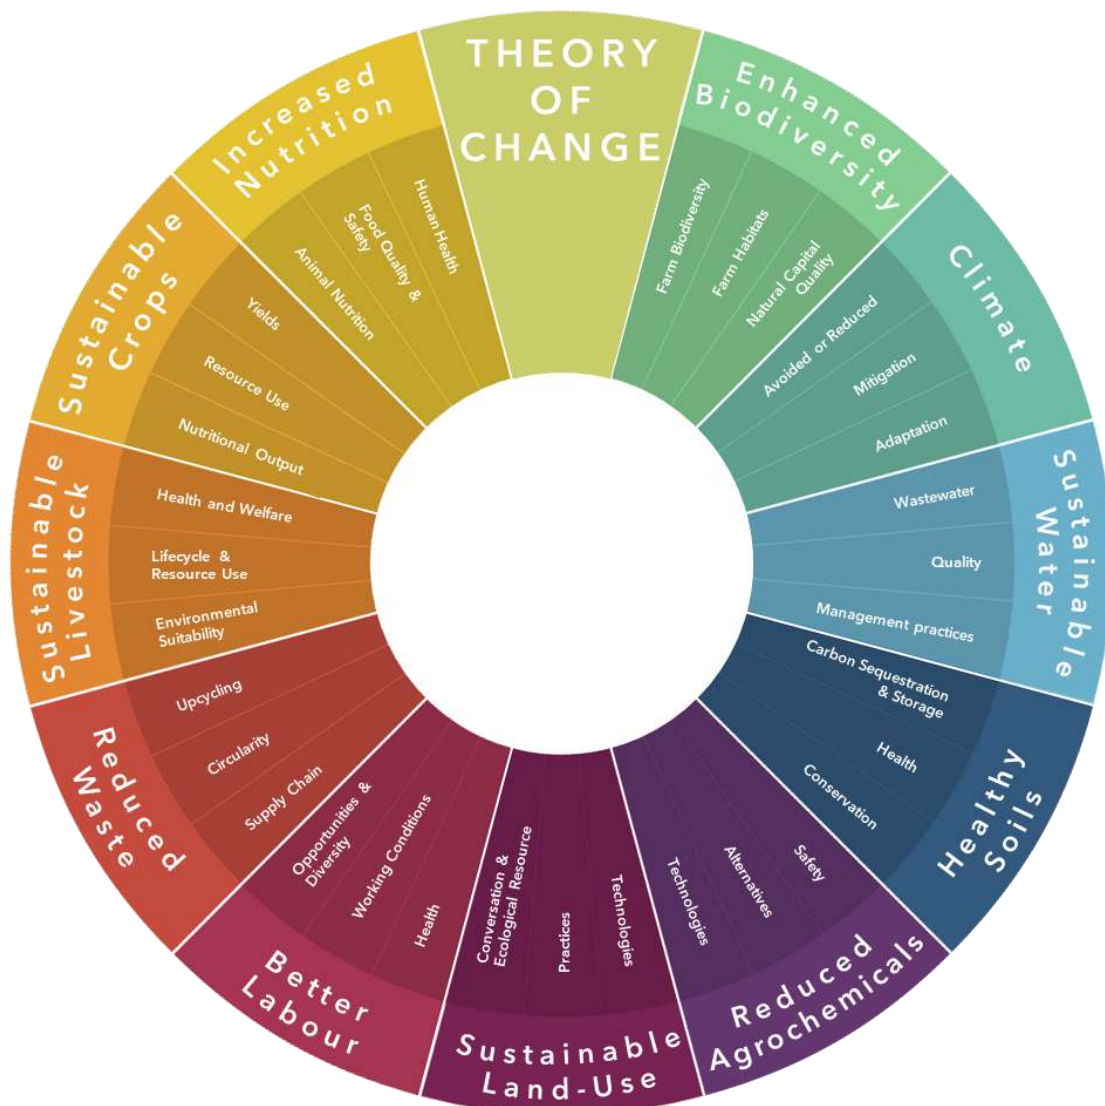 THEORY
OF
CHANGE
Enhanced
Biodiversity
Farm Biodiversity
Farm Habitats
Natural Capital
Quality
Climate
Avoided or Reduced
Mitigation
Adaptation
Sustainable
Water
Wastewater
Quality
Management practices
Healthy
Soils
Carbon Sequestration
& Storage
Health
Conservation
Reduced
Agrochemicals
Safety
Alternatives
Technologies
Sustainable
Land-Use
Technologies
Practices
Conversation &
Ecological Resource
Better
Labour
Health
Working Conditions
Opportunities &
Diversity
Reduced
Waste
Supply Chain
Circularity
Upcycling
Sustainable
Livestock
Environmental
Suitability
Lifecycle &
Resource Use
Health and Welfare
Sustainable
Crops
Nutritional Output
Resource Use
Yields
Increased
Nutrition
Animal Nutrition
Food Quality &
Safety
Human Health